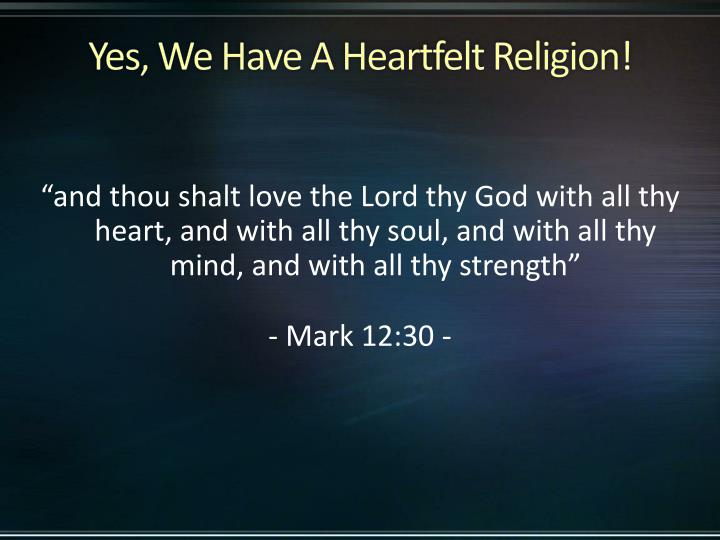 Yes, We Have A Heartfelt Religion!
“and thou shalt love the Lord thy God with all thy
heart, and with all thy soul, and with all thy
mind, and with all thy strength”
- Mark 12:30 -